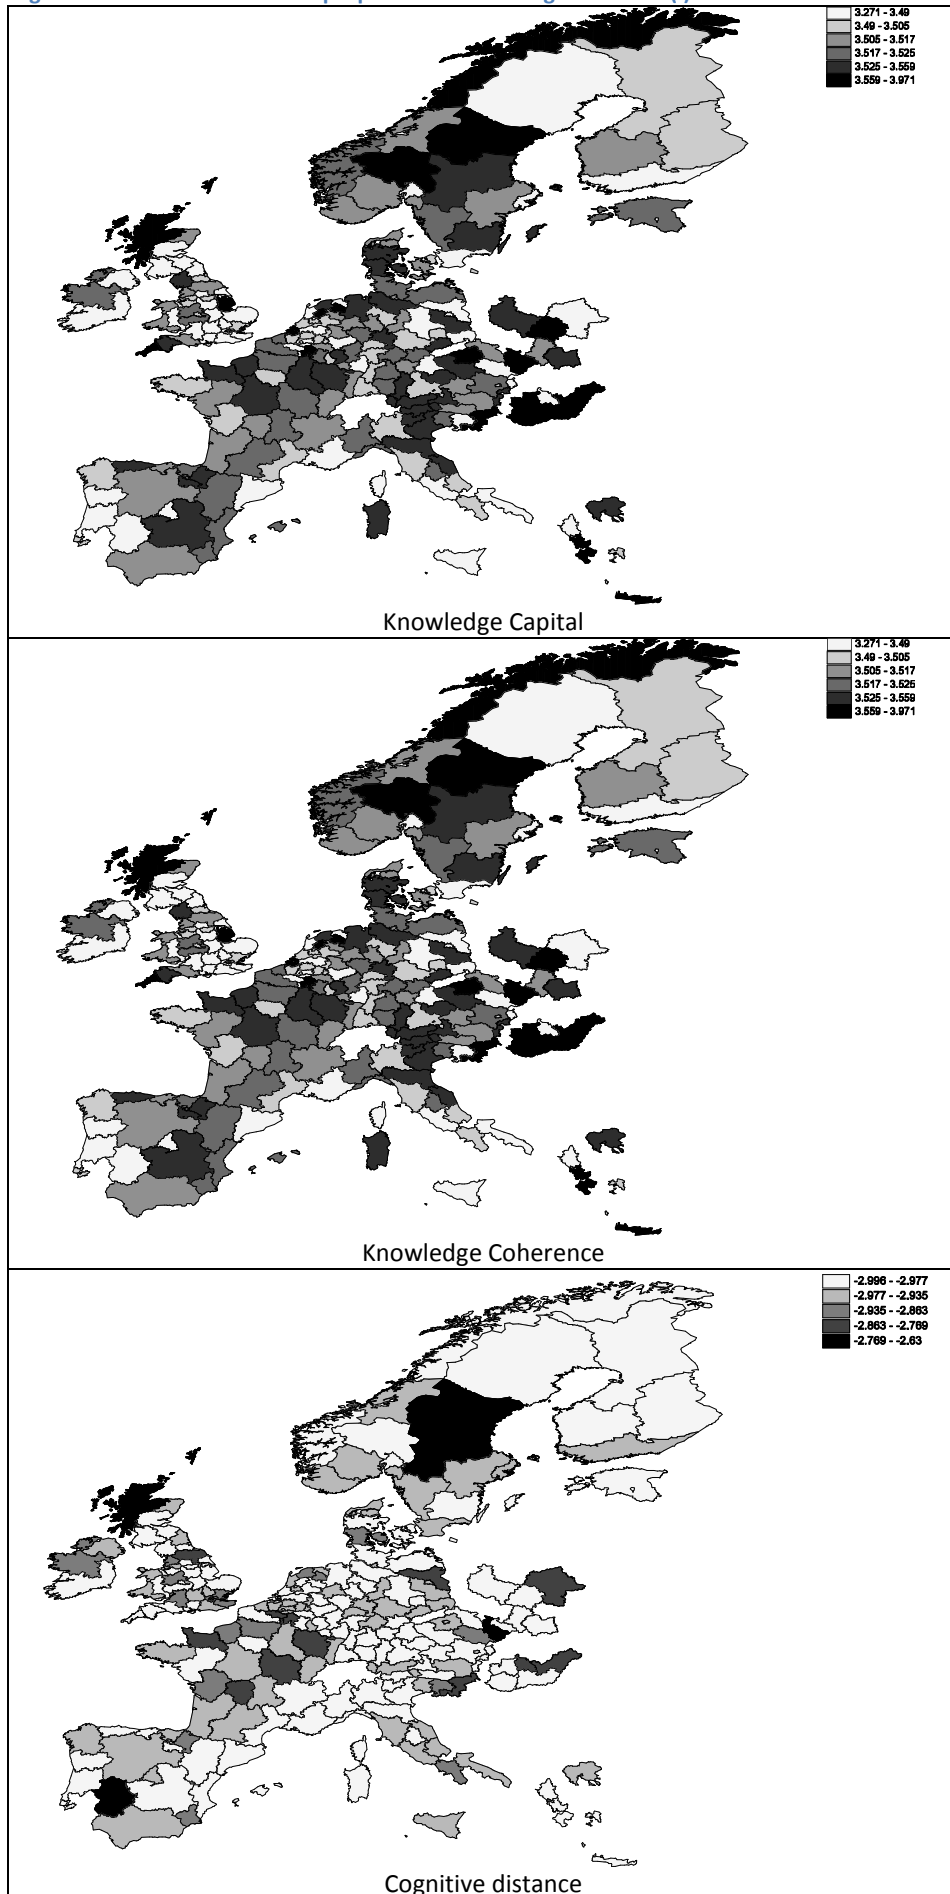 3.271 - 3.49
3.49 - 3.505
3.505 - 3.517
3.517 - 3.525
3.525 - 3.559
3.559 - 3.971
Knowledge Capital
3.271 - 3.49
3.49 - 3.505
3.505 - 3.517
3.517 - 3.525
3.525 - 3.559
3.559 - 3.971
Knowledge Coherence
-2.996 - -2.977
-2.977 - -2.935
-2.935 - -2.863
-2.863 - -2.769
-2.769 - -2.63
Cognitive distance